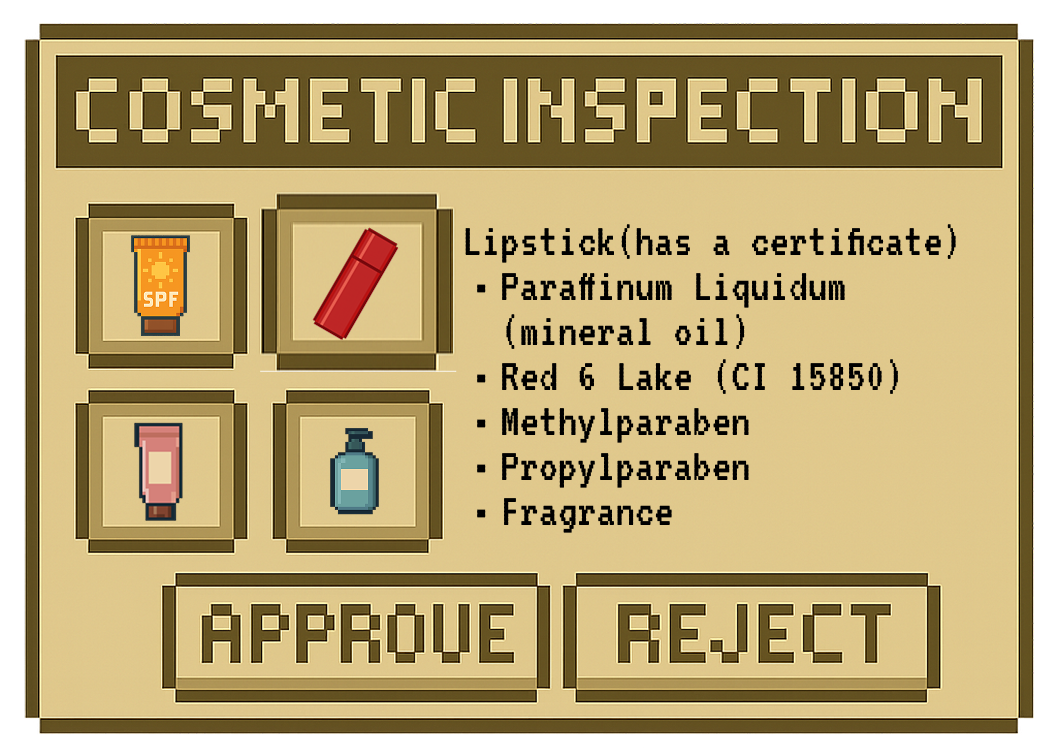 COSMETIC INSPECTION
SPF
Lipstick(has a certificate)
▪ Paraffinum Liquidum
(mineral oil)
▪ Red 6 Lake (CI 15850)
▪ Methylparaben
▪ Propylparaben
▪ Fragrance
APPROVE
REJECT